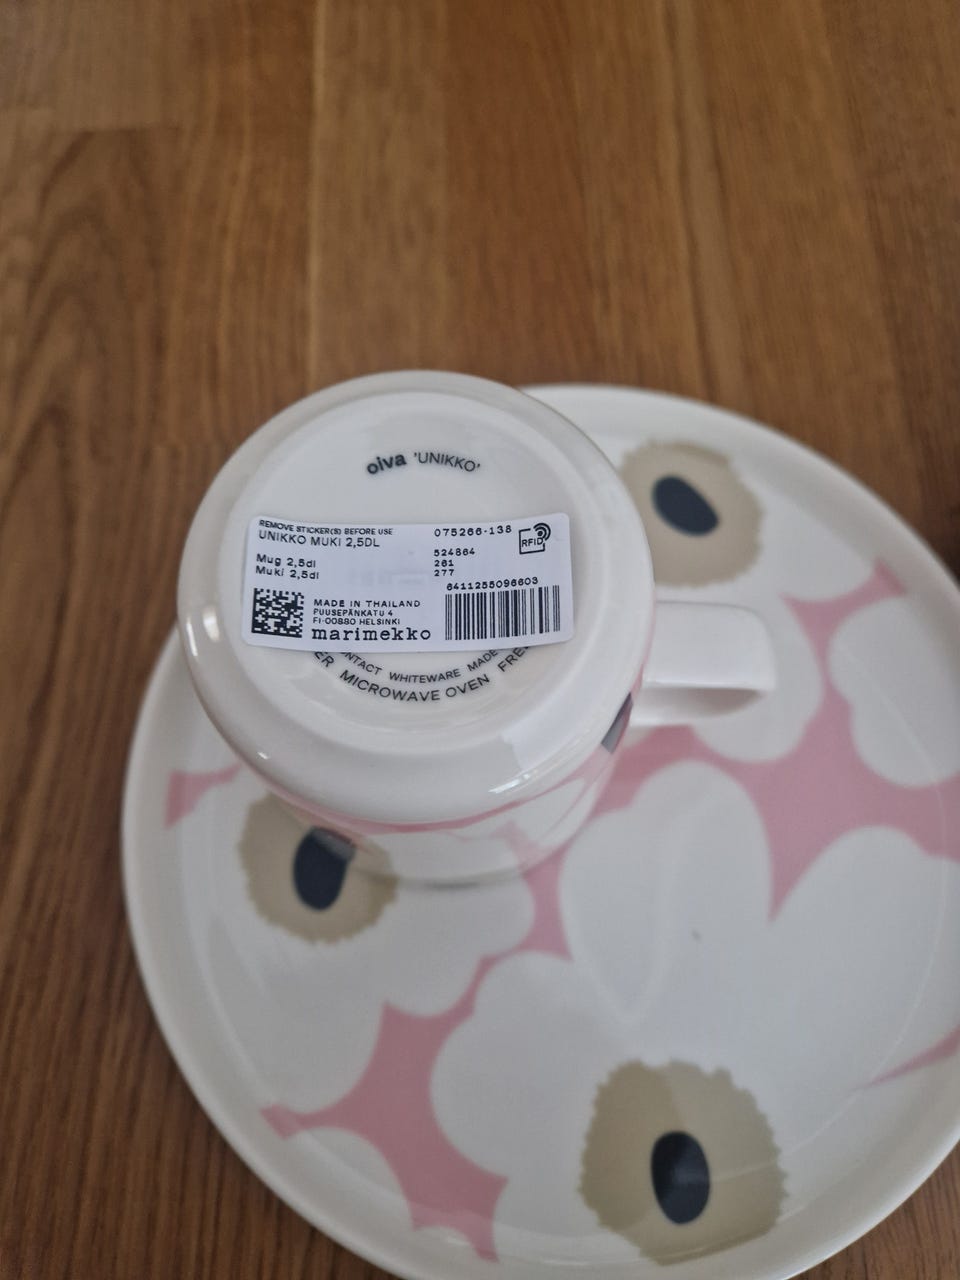 oiva 'UNIKKO'
REMOVE STICKER(S) BEFORE USE
UNIKKO MUKI 2,5DL
075266-138
RFID
Mug 2,5dl
Muki 2,5dl
524864
261
277
6411255096603
MADE IN THAILAND
PUUSEPÄNKATU 4
FI-00880 HELSINKI
marimekko
WHITEWARE MADE
MICROWAVE OVEN